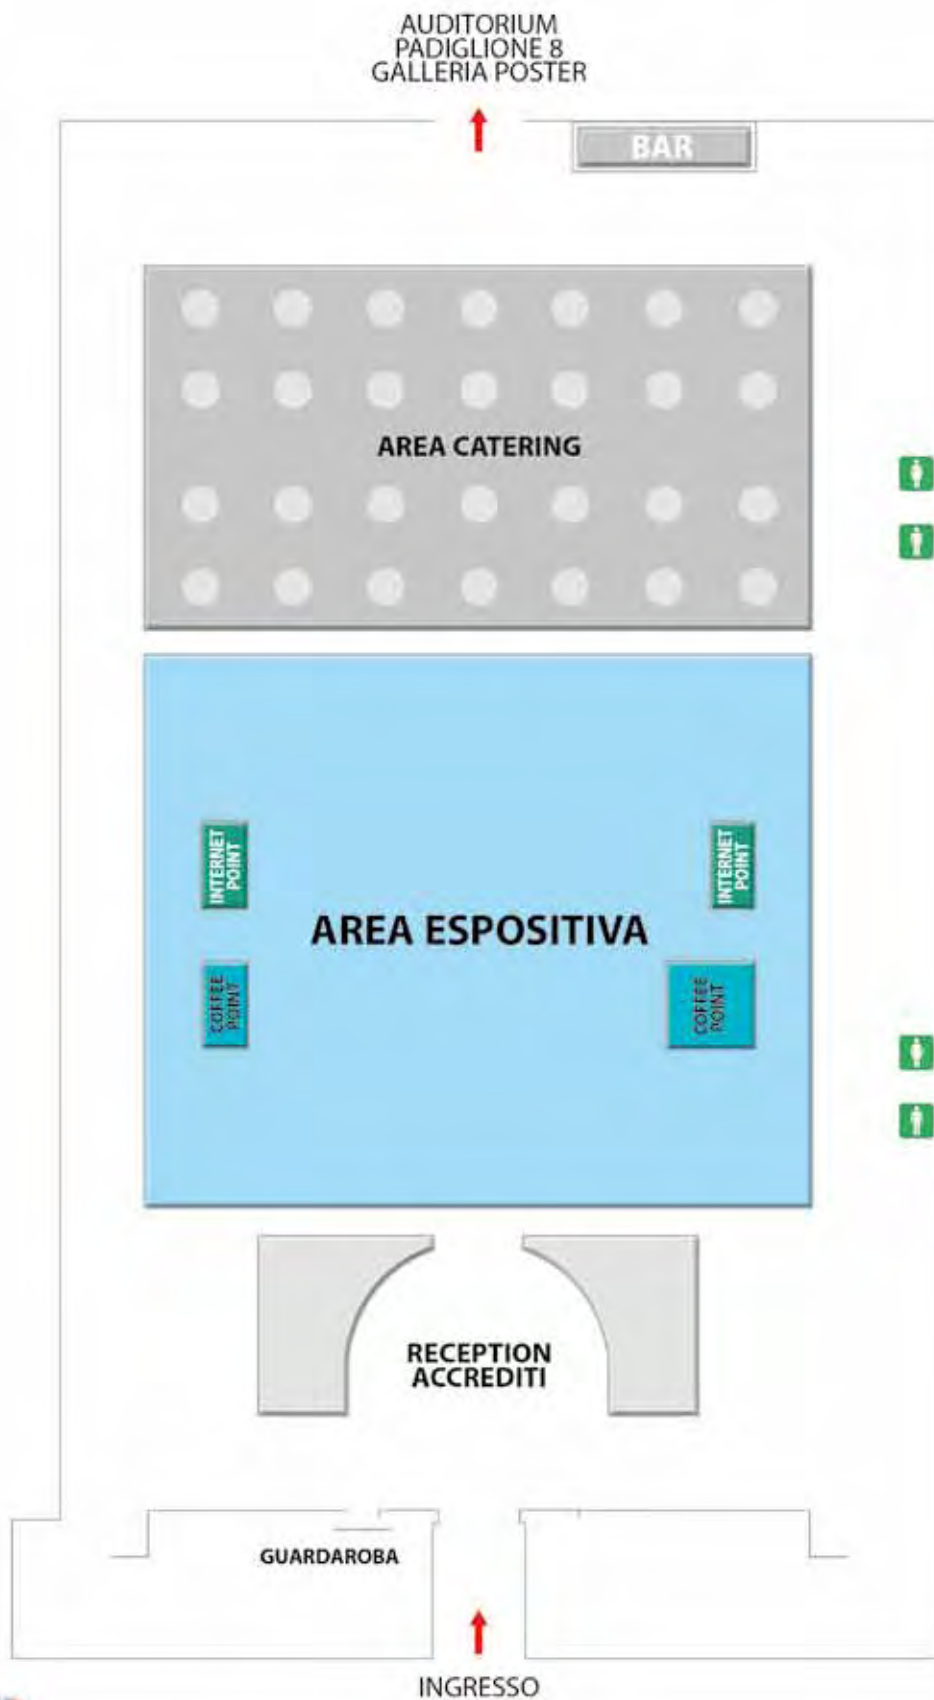 AUDITORIUM
PADIGLIONE 8
GALLERIA POSTER
BAR
AREA CATERING
INTERNET
POINT
INTERNET
POINT
AREA ESPOSITIVA
COFFEE
POINT
COFFEE
POINT
RECEPTION
ACCREDITI
GUARDAROBA
INGRESSO